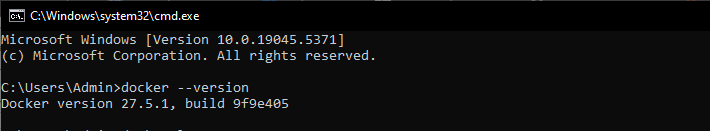 C:\Windows\system32\cmd.exe
Microsoft Windows [Version 10.0.19045.5371]
(c) Microsoft Corporation. All rights reserved.
C:\Users\Admin>docker --version
Docker version 27.5.1, build 9f9e405